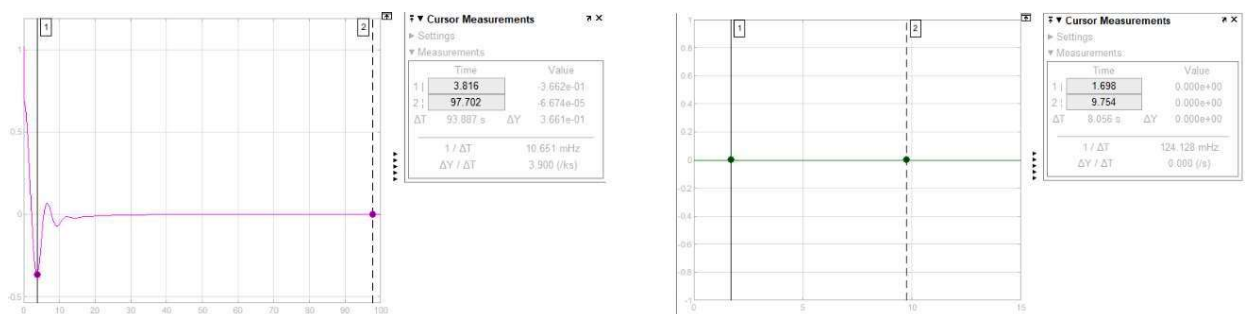 1
2
1
0.5
0
-0.5
0 10 20 30 40 50 60 70 80 90 100
Cursor Measurements
Settings
Measurements
Time Value
1 | 3.816 -3.662e-01
2 ¦ 97.702 -6.674e-05
ΔT 93.887 s ΔY 3.661e-01
1 / ΔT 10.651 mHz
ΔY / ΔT 3.900 (/ks)
1
2
1
0.8
0.6
0.4
0.2
0
-0.2
-0.4
-0.6
-0.8
-1
0 5 10 15
Cursor Measurements
Settings
Measurements
Time Value
1 | 1.698 0.000e+00
2 ¦ 9.754 0.000e+00
ΔT 8.056 s ΔY 0.000e+00
1 / ΔT 124.128 mHz
ΔY / ΔT 0.000 (/s)